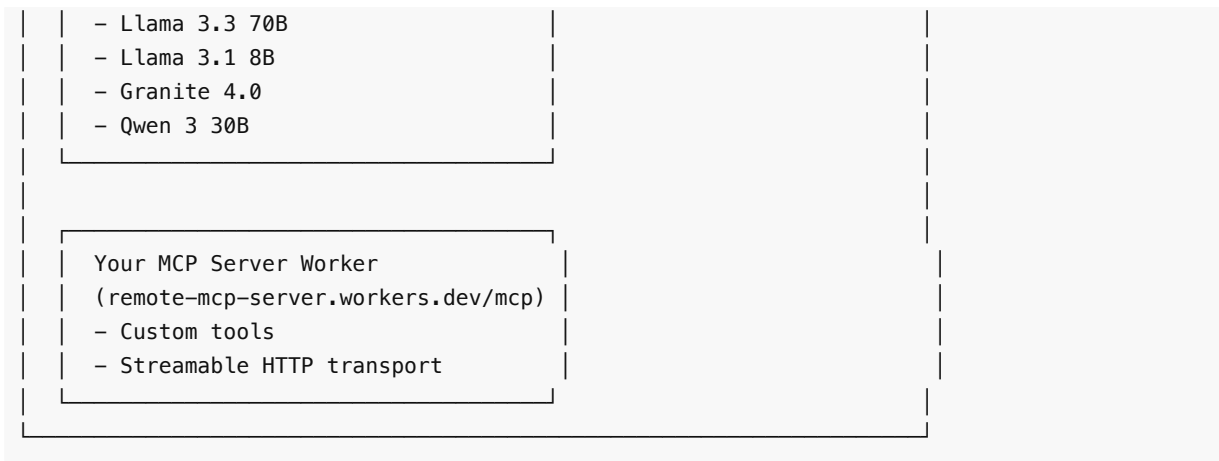 - Llama 3.3 70B
- Llama 3.1 8B
- Granite 4.0
- Qwen 3 30B
Your MCP Server Worker
(remote-mcp-server.workers.dev/mcp)
- Custom tools
- Streamable HTTP transport